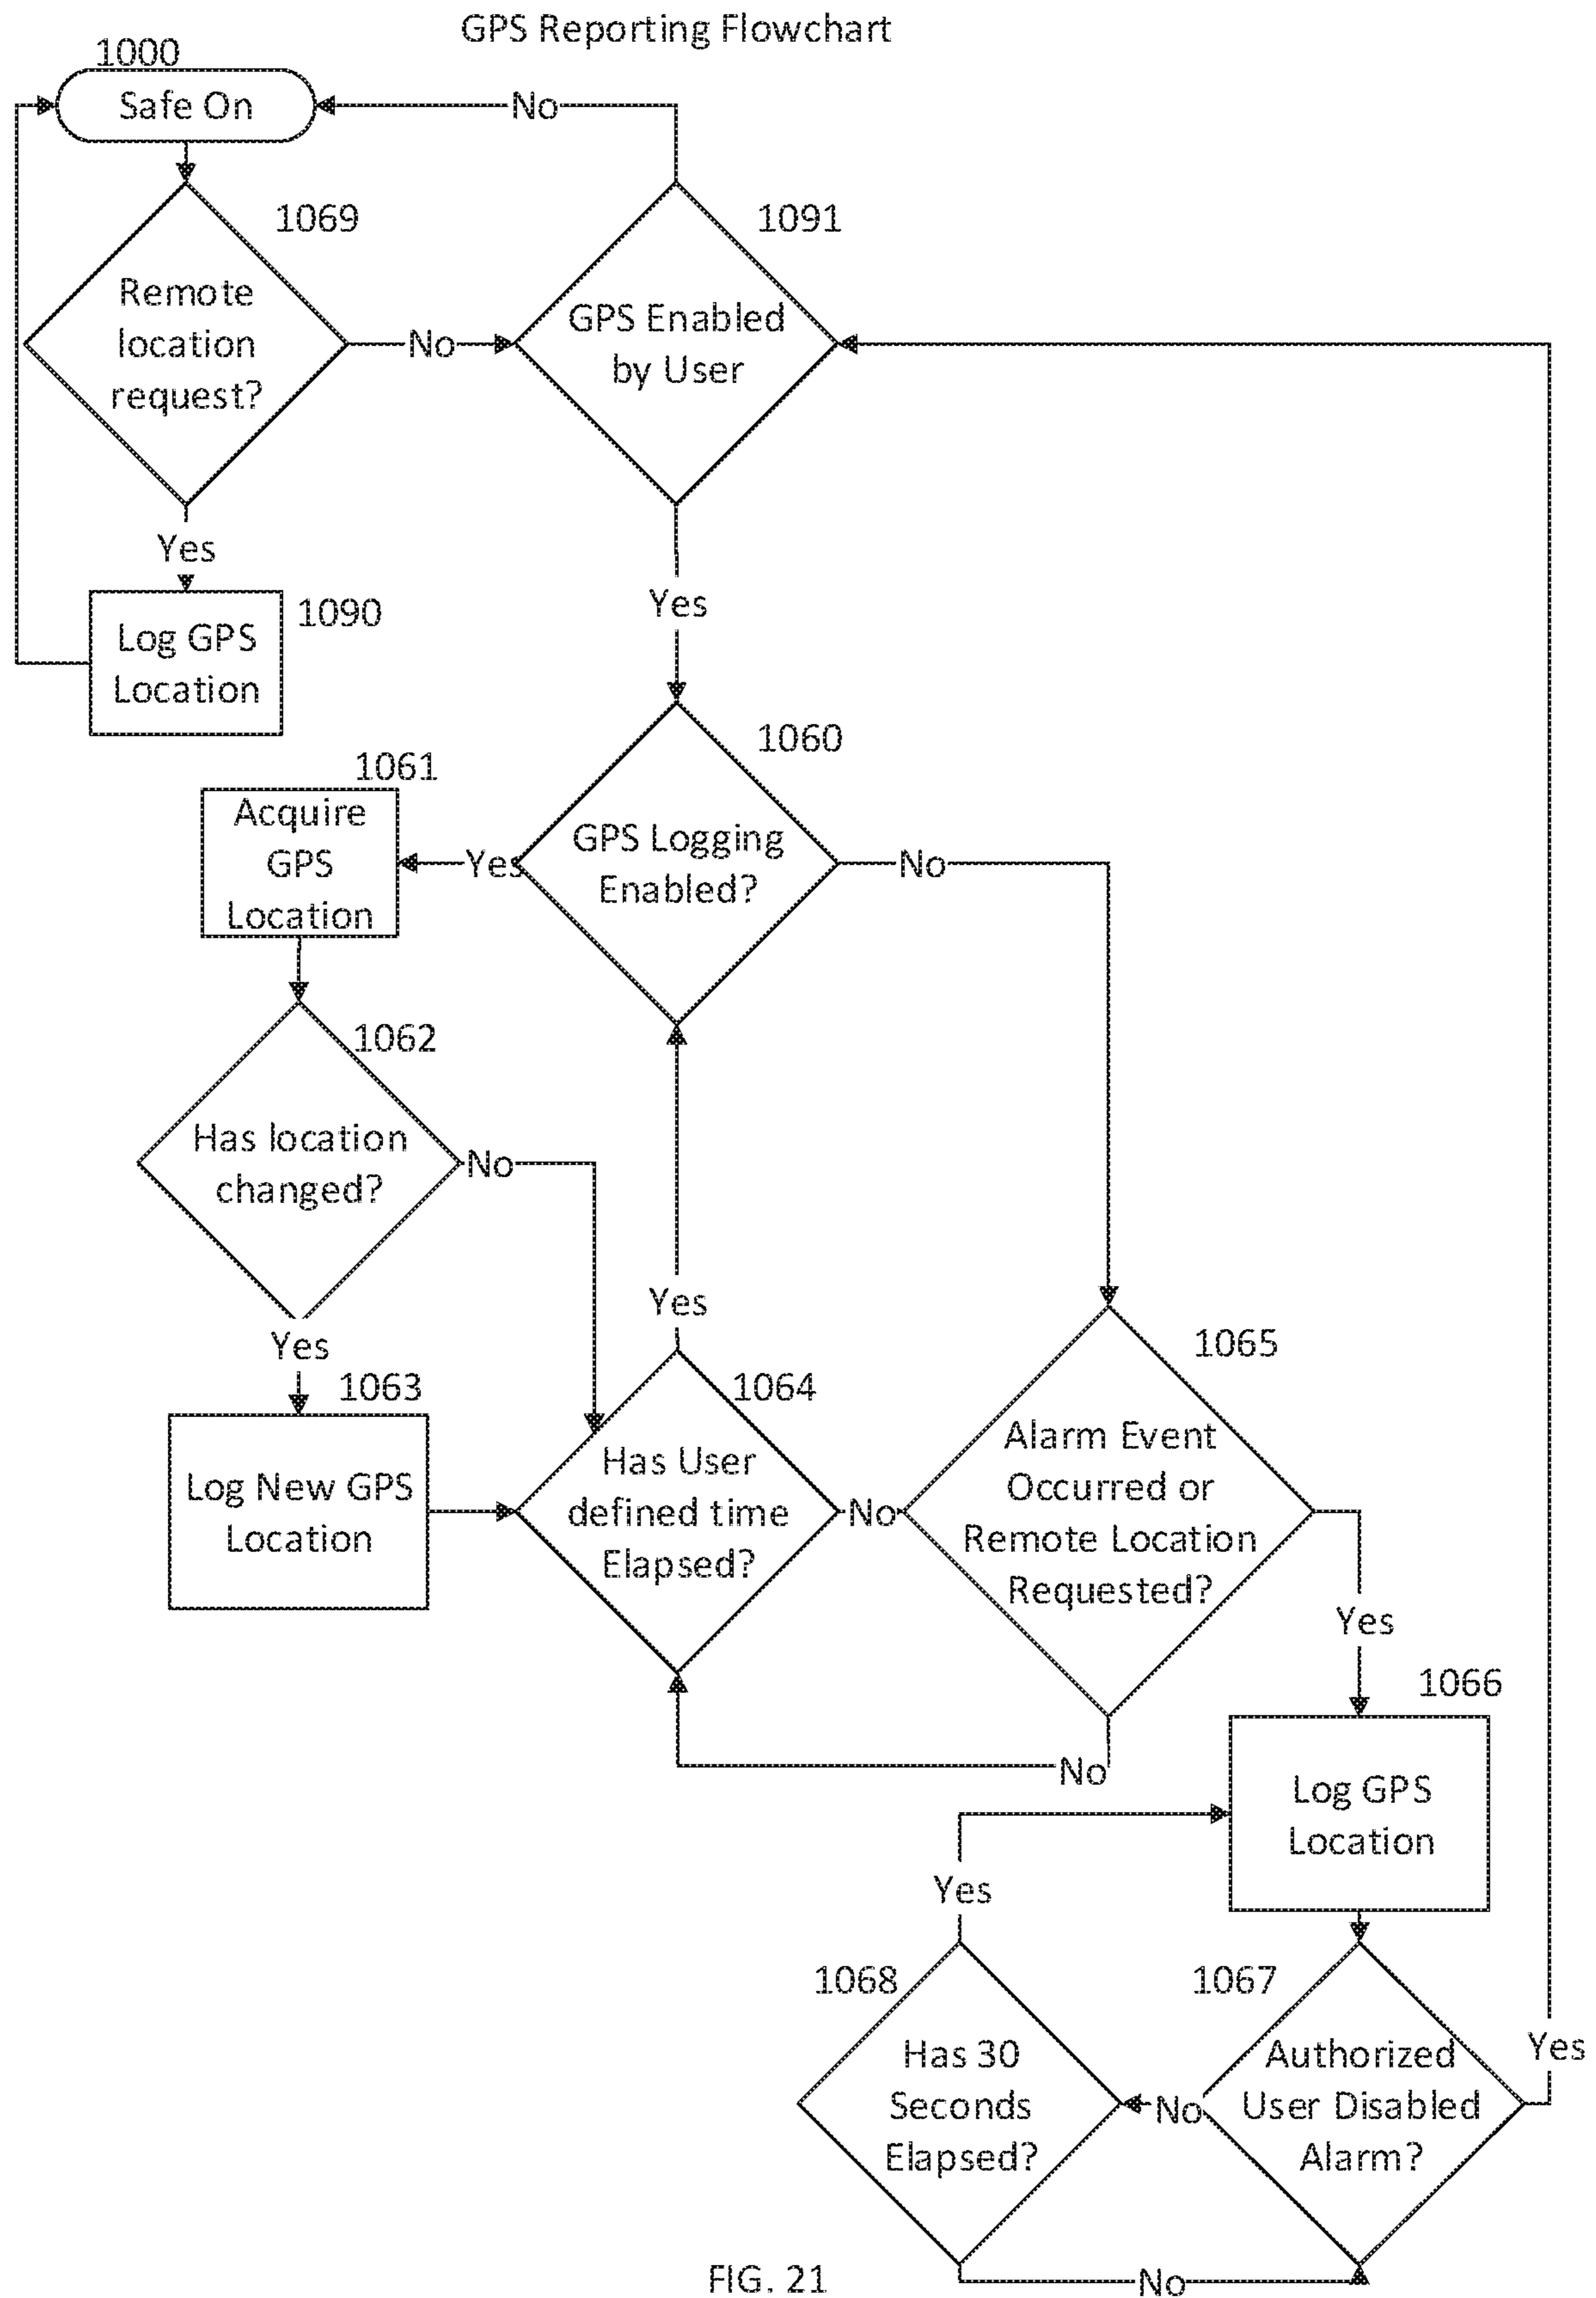 GPS Reporting Flowchart
1000
Safe On
No
1069
1091
Remote
location
request?
No
GPS Enabled
by User
Yes
Yes
1090
Log GPS
Location
1060
1061
Acquire
GPS
Location
Yes
GPS Logging
Enabled?
No
1062
Has location
changed?
No
Yes
Yes
1063
1064
1065
Log New GPS
Location
Has User
defined time
Elapsed?
No
Alarm Event
Occurred or
Remote Location
Requested?
Yes
1066
No
Log GPS
Location
Yes
1068
1067
Has 30
Seconds
Elapsed?
No
Authorized
User Disabled
Alarm?
Yes
No
FIG. 21